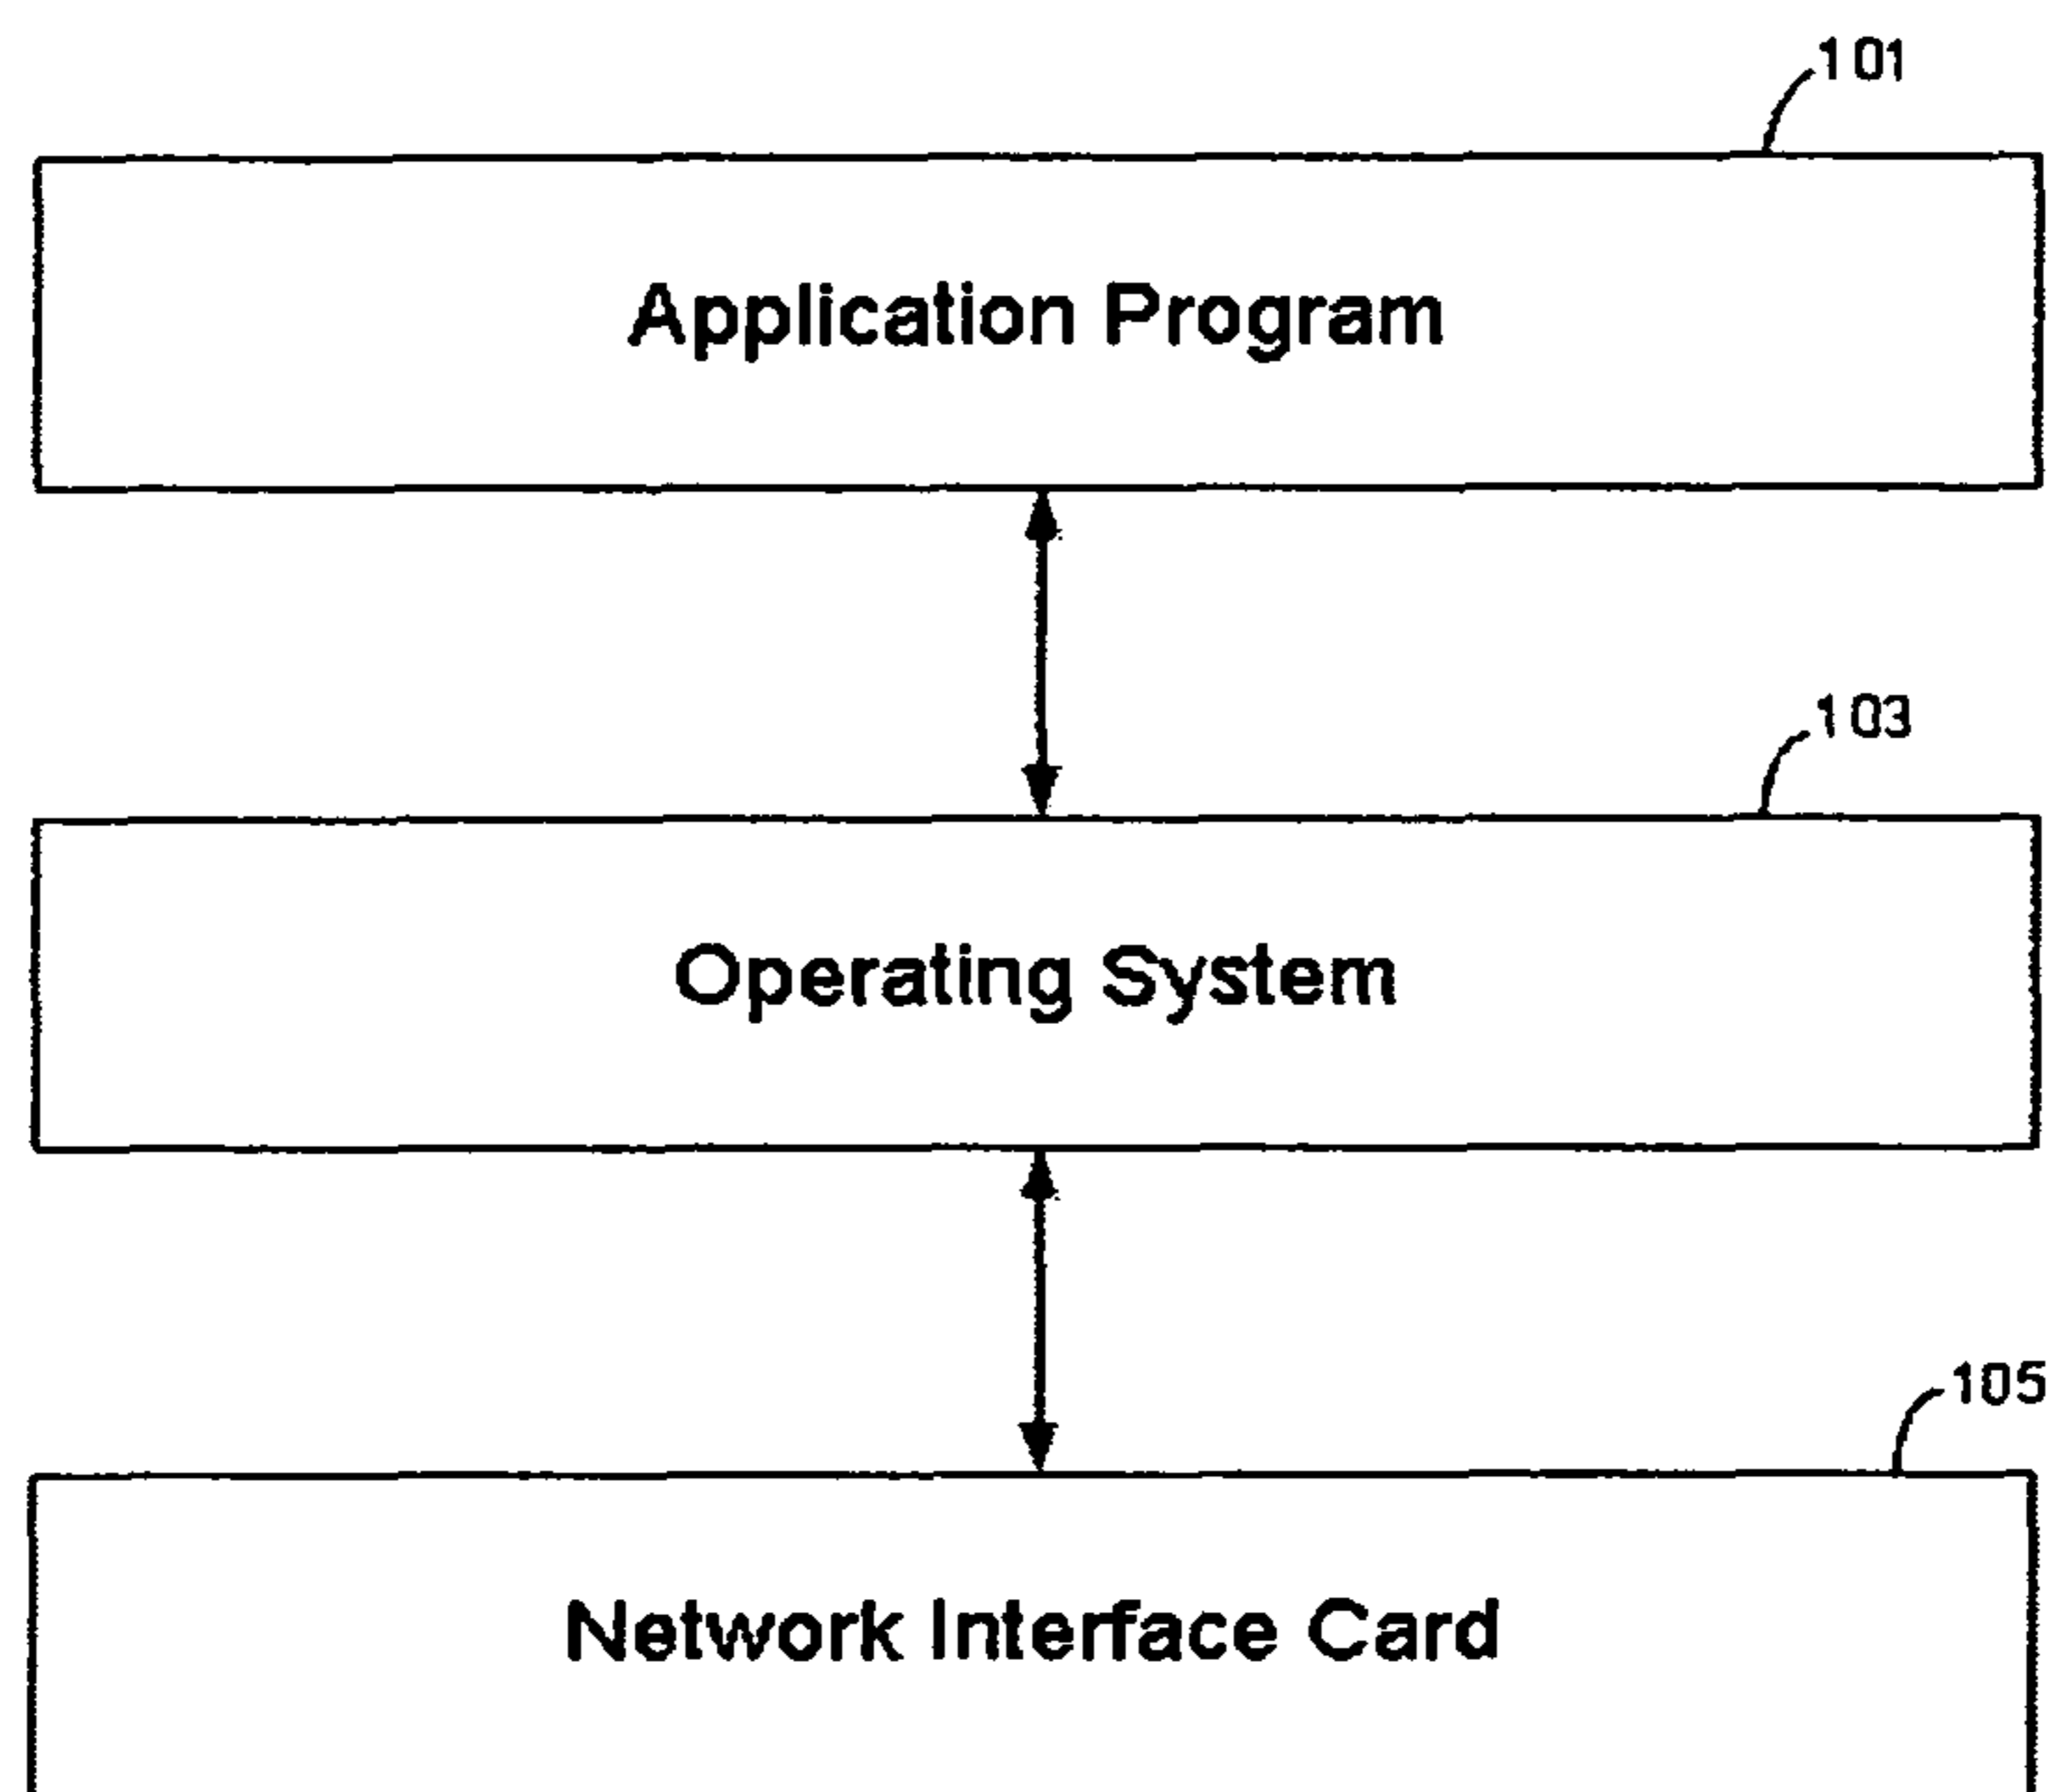 101
Application Program
103
Operating System
105
Network Interface Card